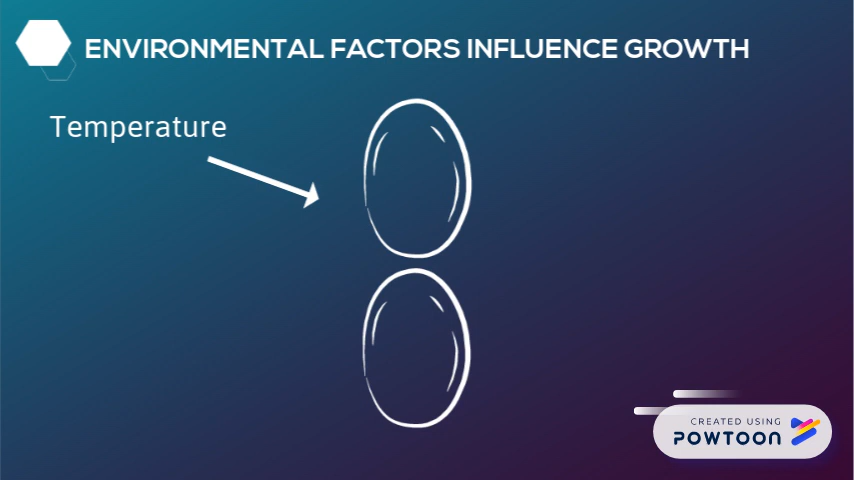 ENVIRONMENTAL FACTORS INFLUENCE GROWTH
Temperature
CREATED USING
POWTOON